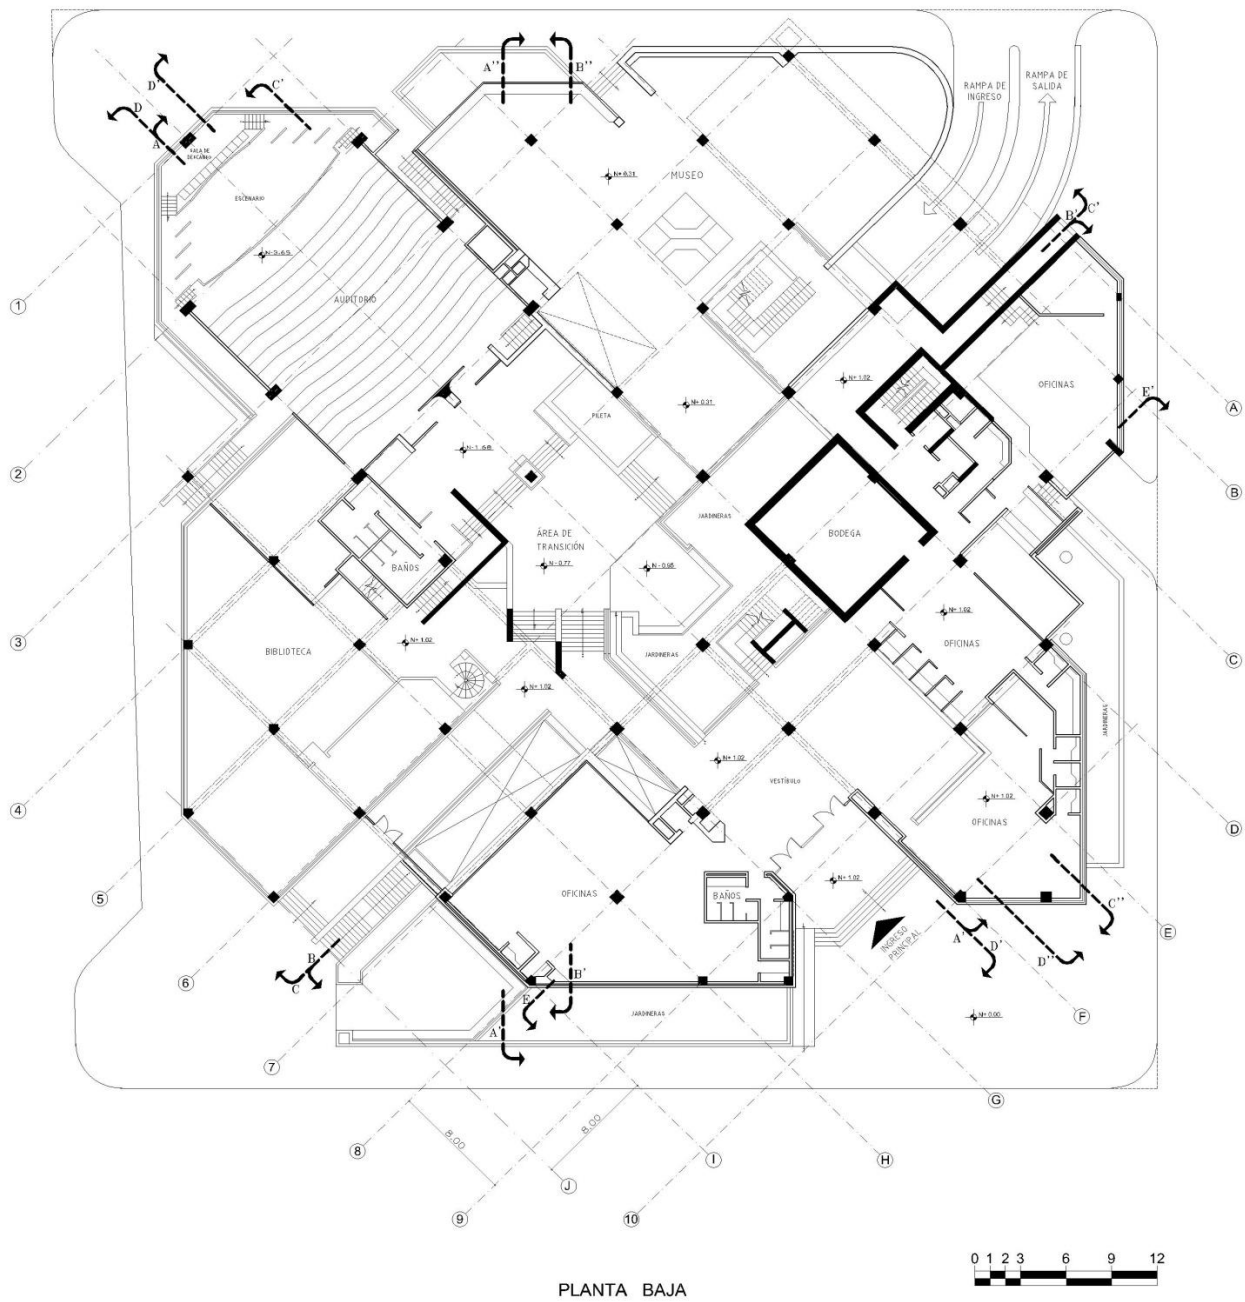 A''
B''
D'
C'
D
A
SALA DE
DESCANSO
ESCENARIO
N-3.65
AUDITORIO
N+0.31
MUSEO
RAMPA DE
INGRESO
RAMPA DE
SALIDA
B'
C'
1
2
3
4
5
6
7
8
9
10
A
B
C
D
E
F
G
H
I
J
OFICINAS
E'
N+1.02
N+0.31
PILETA
N-1.68
JARDINERAS
BODEGA
ÁREA DE
TRANSICIÓN
N-0.77
N-0.95
BAÑOS
N+1.02
OFICINAS
N+1.02
BIBLIOTECA
JARDINERAS
N+1.02
N+1.02
VESTÍBULO
JARDINERAS
N+1.02
OFICINAS
OFICINAS
BAÑOS
N+1.02
INGRESO
PRINCIPAL
C''
A'
D'
D''
B
C
E
B'
A'
JARDINERAS
N+0.00
8.00
8.00
0 1 2 3 6 9 12
PLANTA BAJA